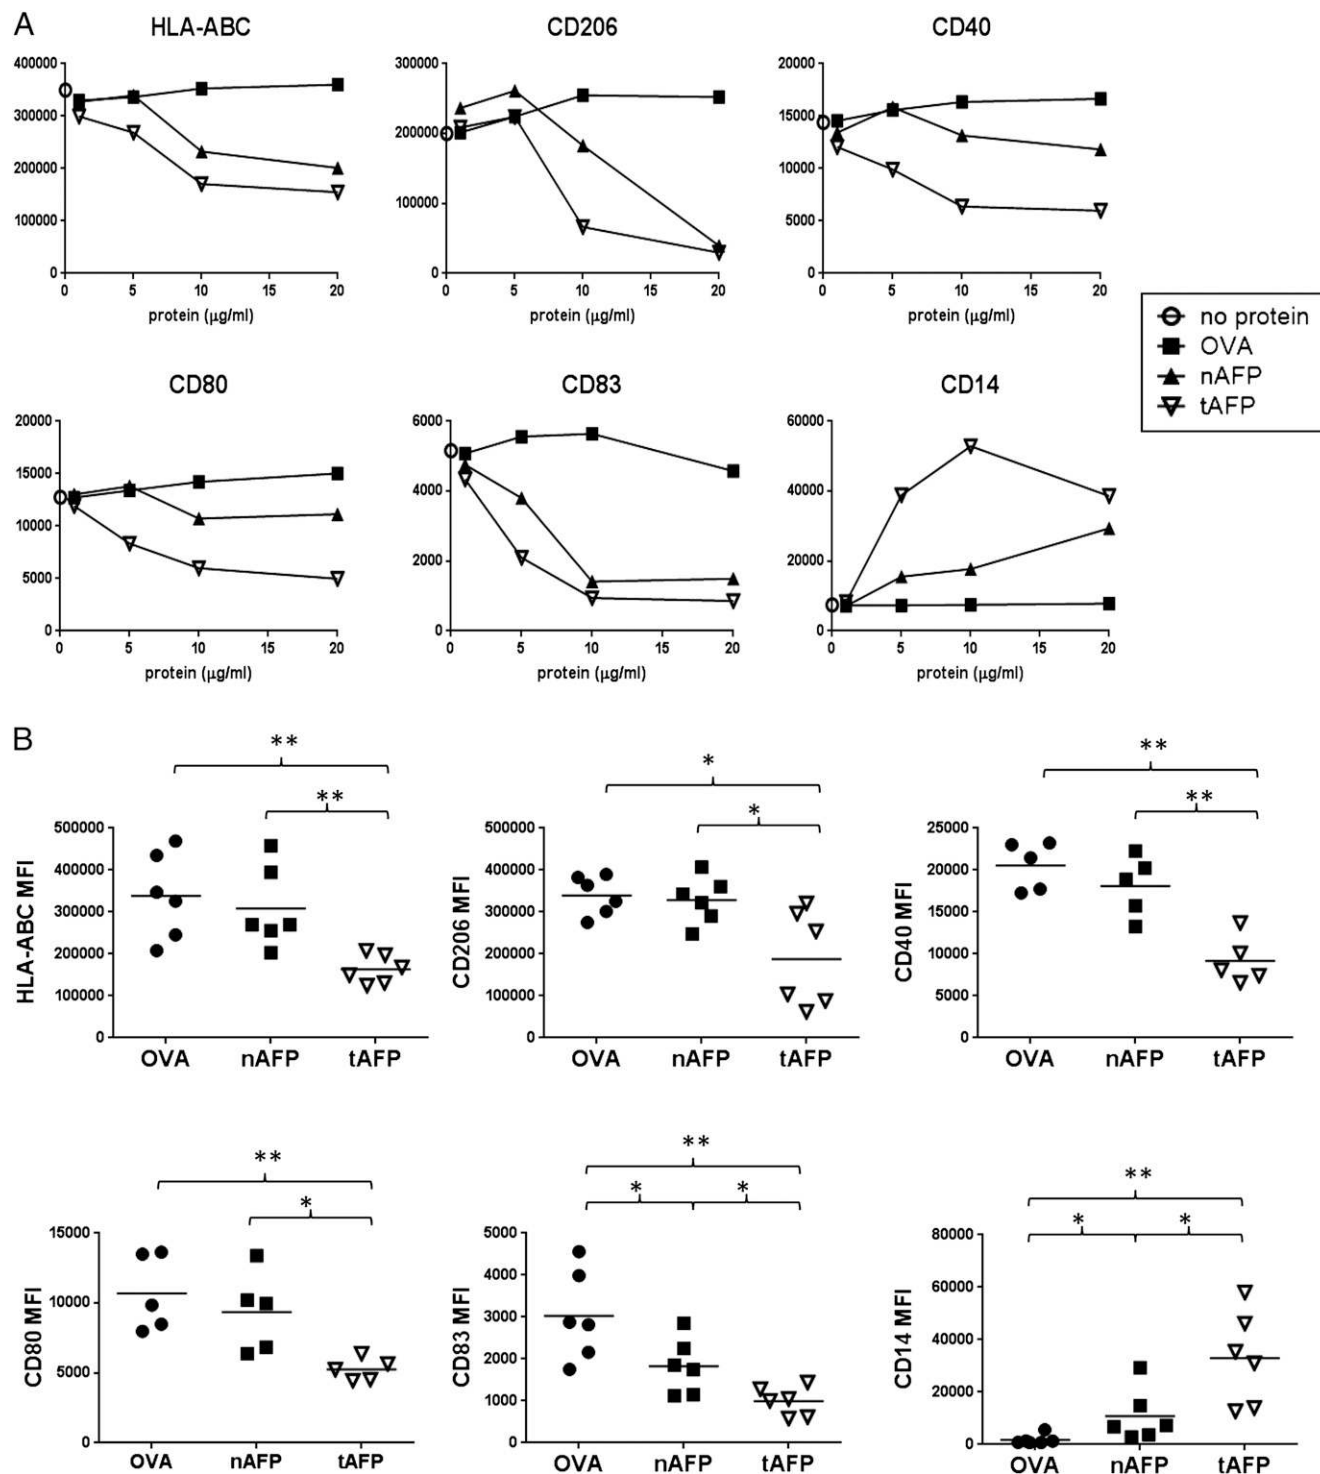 A
HLA-ABC
CD206
CD40
400000
300000
200000
100000
0
0 5 10 15 20
protein (μg/ml)
300000
200000
100000
0
0 5 10 15 20
protein (μg/ml)
20000
15000
10000
5000
0
0 5 10 15 20
protein (μg/ml)
no protein
OVA
nAFP
tAFP
CD80
CD83
CD14
20000
15000
10000
5000
0
0 5 10 15 20
protein (μg/ml)
6000
4000
2000
0
0 5 10 15 20
protein (μg/ml)
60000
40000
20000
0
0 5 10 15 20
protein (μg/ml)
B
**
**
HLA-ABC MFI
500000
400000
300000
200000
100000
0
OVA nAFP tAFP
*
*
CD206 MFI
500000
400000
300000
200000
100000
0
OVA nAFP tAFP
**
**
CD40 MFI
25000
20000
15000
10000
5000
0
OVA nAFP tAFP
**
*
CD80 MFI
15000
10000
5000
0
OVA nAFP tAFP
**
* *
CD83 MFI
5000
4000
3000
2000
1000
0
OVA nAFP tAFP
**
* *
CD14 MFI
80000
60000
40000
20000
0
OVA nAFP tAFP